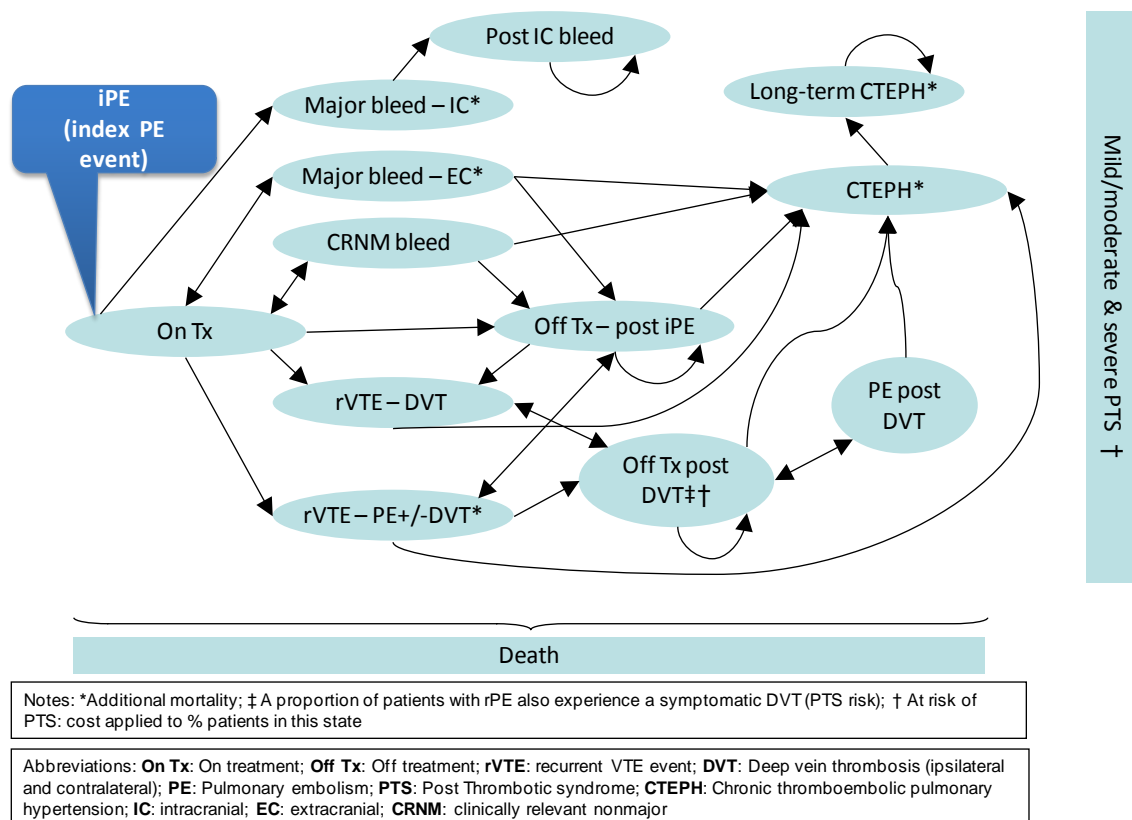 Post IC bleed
iPE
(index PE
event)
Major bleed – IC*
Long-term CTEPH*
Major bleed – EC*
CTEPH*
CRNM bleed
On Tx
Off Tx – post iPE
rVTE – DVT
PE post
DVT
Off Tx post
DVT‡†
rVTE – PE+/-DVT*
Mild/moderate & severe PTS †
Death
Notes: *Additional mortality; ‡ A proportion of patients with rPE also experience a symptomatic DVT (PTS risk); † At risk of
PTS: cost applied to % patients in this state
Abbreviations: On Tx: On treatment; Off Tx: Off treatment; rVTE: recurrent VTE event; DVT: Deep vein thrombosis (ipsilateral
and contralateral); PE: Pulmonary embolism; PTS: Post Thrombotic syndrome; CTEPH: Chronic thromboembolic pulmonary
hypertension; IC: intracranial; EC: extracranial; CRNM: clinically relevant nonmajor